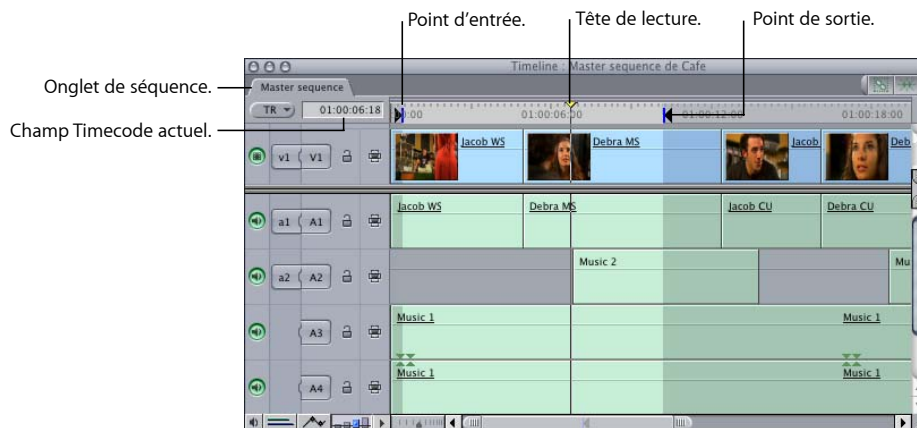 Point d’entrée.
Tête de lecture.
Point de sortie.
Onglet de séquence.
Champ Timecode actuel.
Timeline : Master sequence de Cafe
Master sequence
TR
01:00:06:18
01:00:06:00
01:00:12:00
01:00:18:00
v1 V1
Jacob WS
Debra MS
Jacob
Deb
a1 A1
Jacob WS
Debra MS
Jacob CU
Debra CU
a2 A2
Music 2
Mu
A3
Music 1
Music 1
A4
Music 1
Music 1